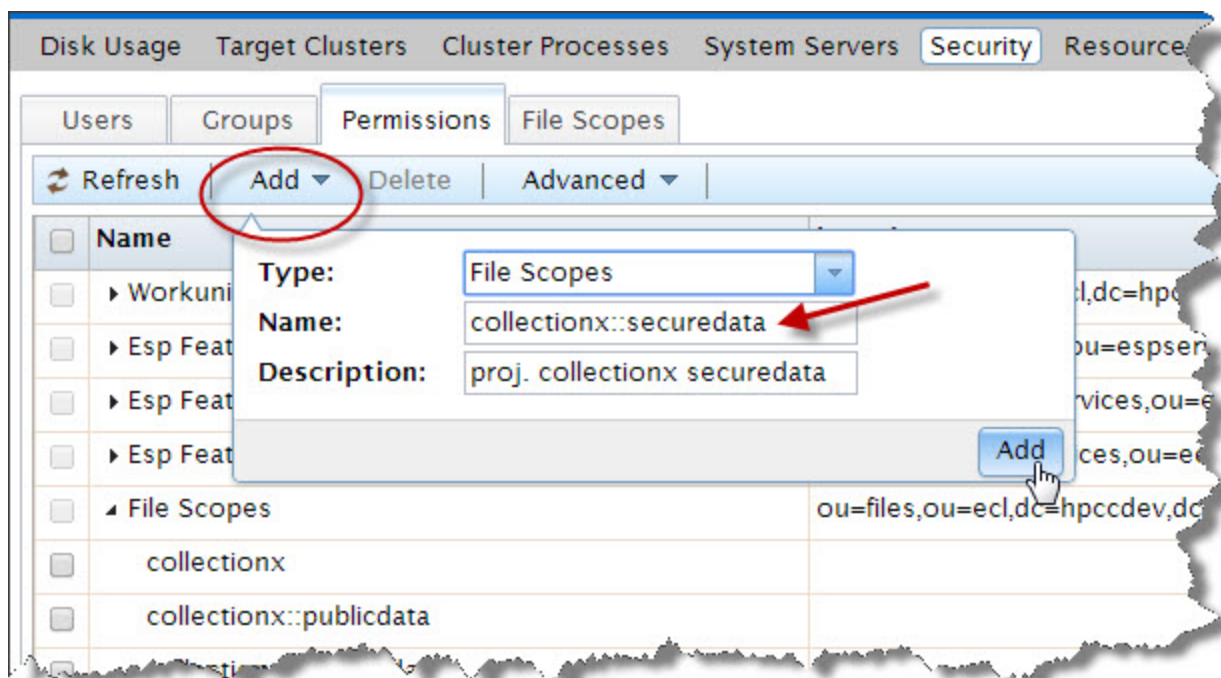 Disk Usage Target Clusters Cluster Processes System Servers Security Resource
Users Groups Permissions File Scopes
Refresh Add Delete Advanced
Name
Type: File Scopes
Name: collectionx::securedata
Description: proj. collectionx securedata
Add
Workuni l,dc=hpc
Esp Feat ou=espser
Esp Feat vices,ou=e
Esp Feat ces,ou=e
File Scopes ou=files,ou=ecl,dc=hpccdev,dc
collectionx
collectionx::publicdata